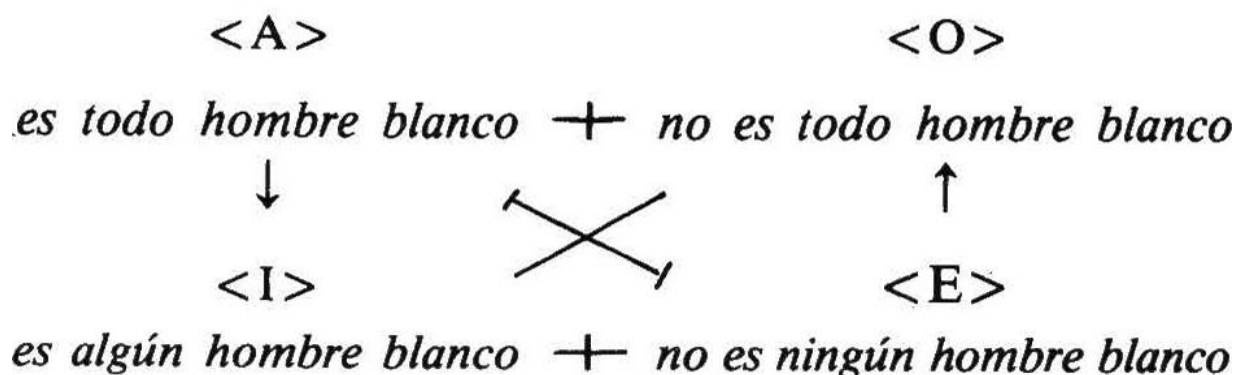 <A> <O>
es todo hombre blanco + no es todo hombre blanco
↓ ↑
<I> <E>
es algún hombre blanco + no es ningún hombre blanco